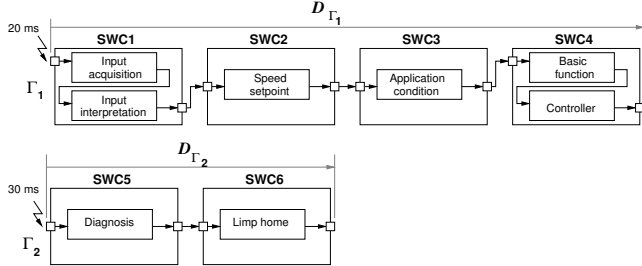 D Γ1
20 ms
SWC1 SWC2 SWC3 SWC4
Input
acquisition
Speed
setpoint
Application
condition
Basic
function
Γ1
Input
interpretation
Controller
D Γ2
30 ms
SWC5 SWC6
Diagnosis
Limp home
Γ2